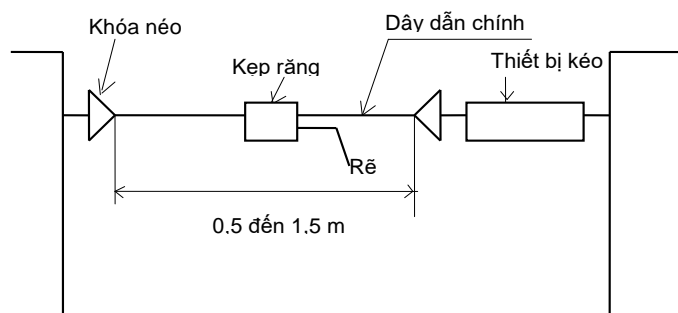 Khóa néo
Dây dẫn chính
Kẹp răng
Thiết bị kéo
Rẽ
0,5 đến 1,5 m